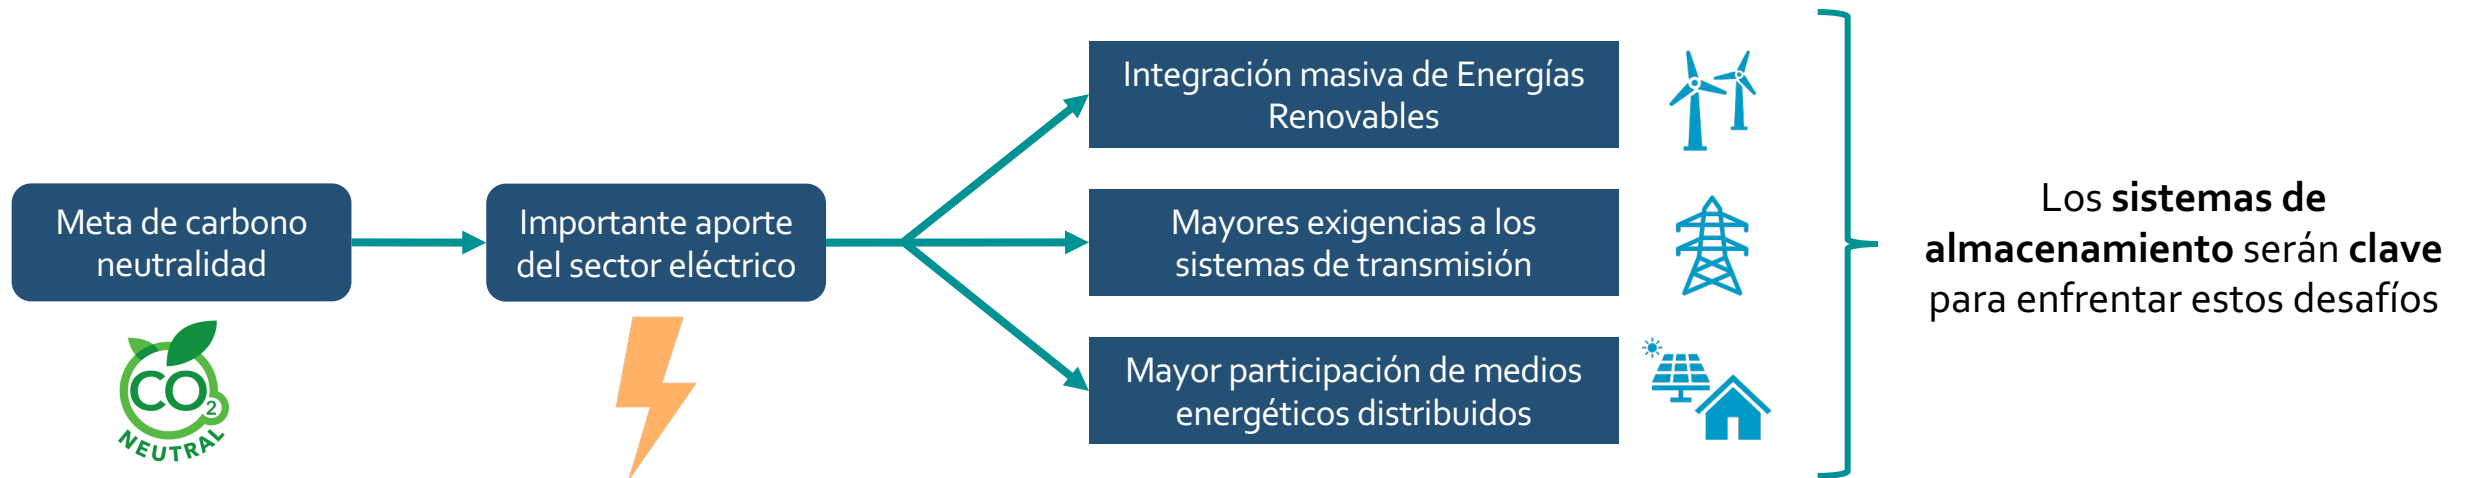 Meta de carbono
neutralidad
CO2
NEUTRAL
Importante aporte
del sector eléctrico
Integración masiva de Energías
Renovables
Mayores exigencias a los
sistemas de transmisión
Mayor participación de medios
energéticos distribuidos
Los sistemas de
almacenamiento serán clave
para enfrentar estos desafíos